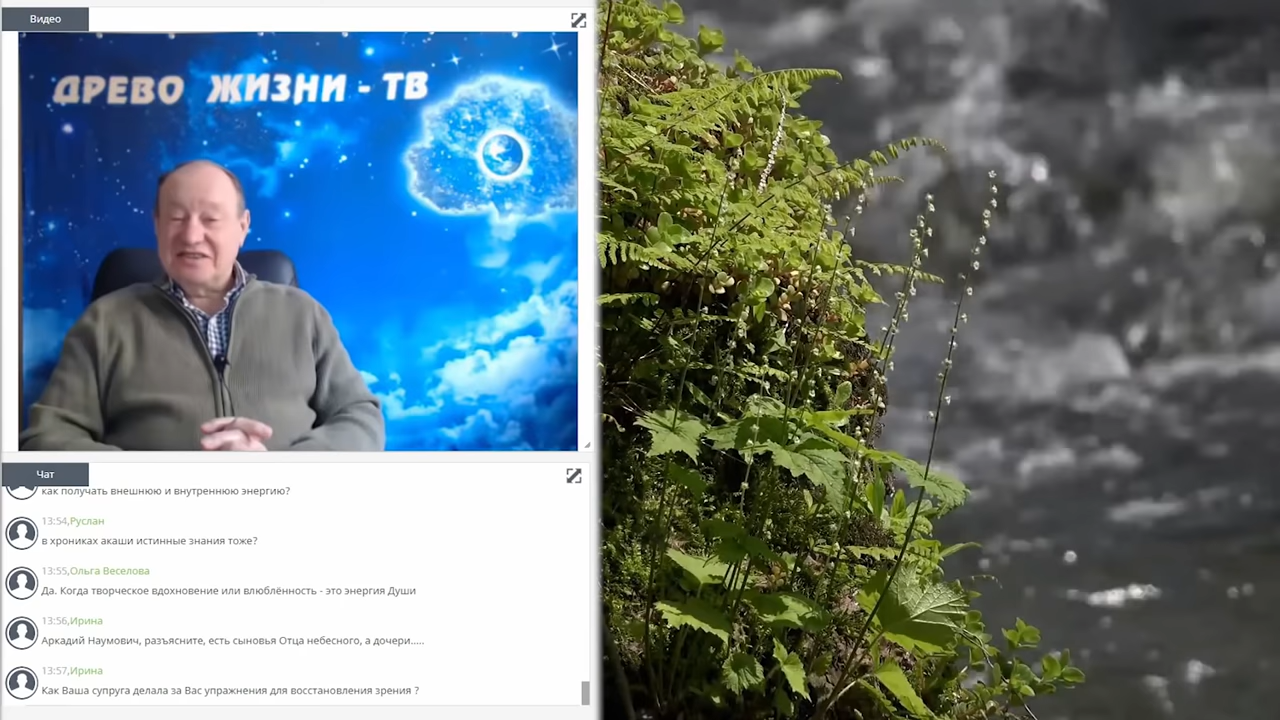 Видео
ДРЕВО ЖИЗНИ - ТВ
Чат
как получать внешнюю и внутреннюю энергию?
13:54,Руслан
в хрониках акаши истинные знания тоже?
13:55,Ольга Веселова
Да. Когда творческое вдохновение или влюблённость - это энергия Души
13:56,Ирина
Аркадий Наумович, разъясните, есть сыновья Отца небесного, а дочери.....
13:57,Ирина
Как Ваша супруга делала за Вас упражнения для восстановления зрения ?